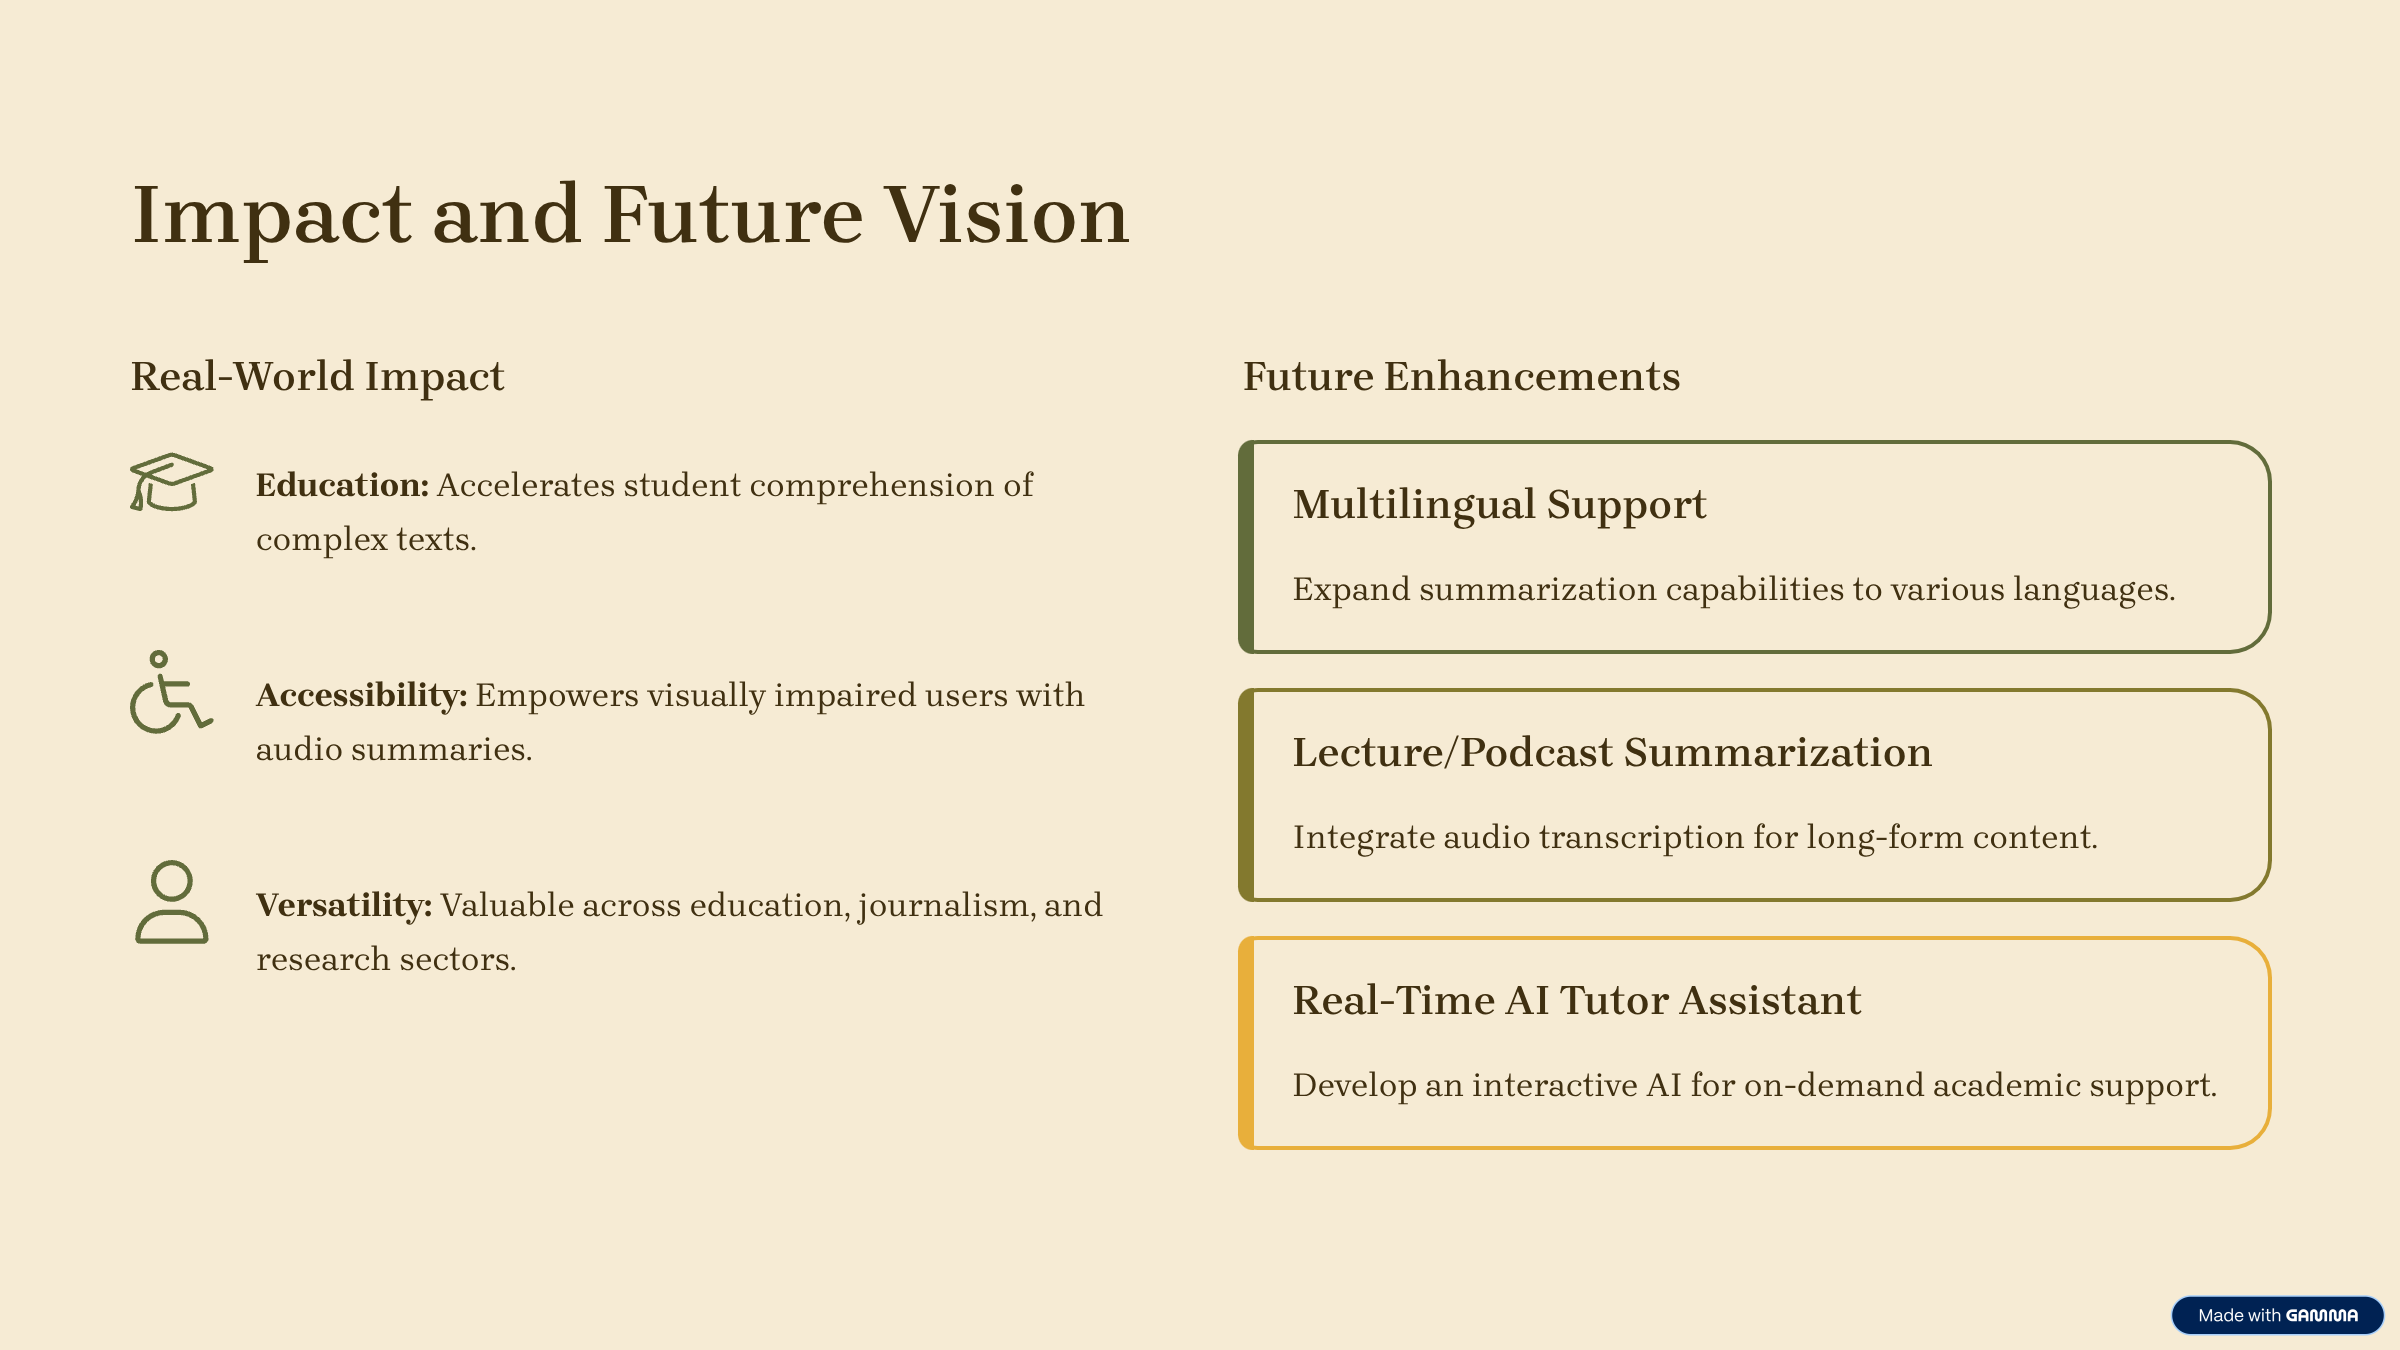 Impact and Future Vision
Real-World Impact
Education: Accelerates student comprehension of
complex texts.
Accessibility: Empowers visually impaired users with
audio summaries.
Versatility: Valuable across education, journalism, and
research sectors.
Future Enhancements
Multilingual Support
Expand summarization capabilities to various languages.
Lecture/Podcast Summarization
Integrate audio transcription for long-form content.
Real-Time AI Tutor Assistant
Develop an interactive AI for on-demand academic support.
Made with GAMMA